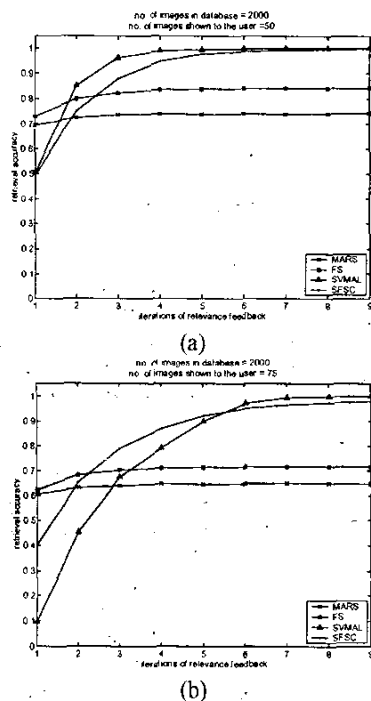 no. of images in database = 2000
no. of images shown to the user =50
1
0.9
0.8
0.7
0.6
0.5
0.4
0.3
0.2
0.1
0
retrieval accuracy
MARS
FS
SVMAL
SFSC
1 2 3 4 5 6 7 8 9
iterations of relevance feedback
(a)
no. of images in database = 2000
no. of images shown to the user = 75
1
0.9
0.8
0.7
0.6
0.5
0.4
0.3
0.2
0.1
0
retrieval accuracy
MARS
FS
SVMAL
SFSC
1 2 3 4 5 6 7 8 9
iterations of relevance feedback
(b)